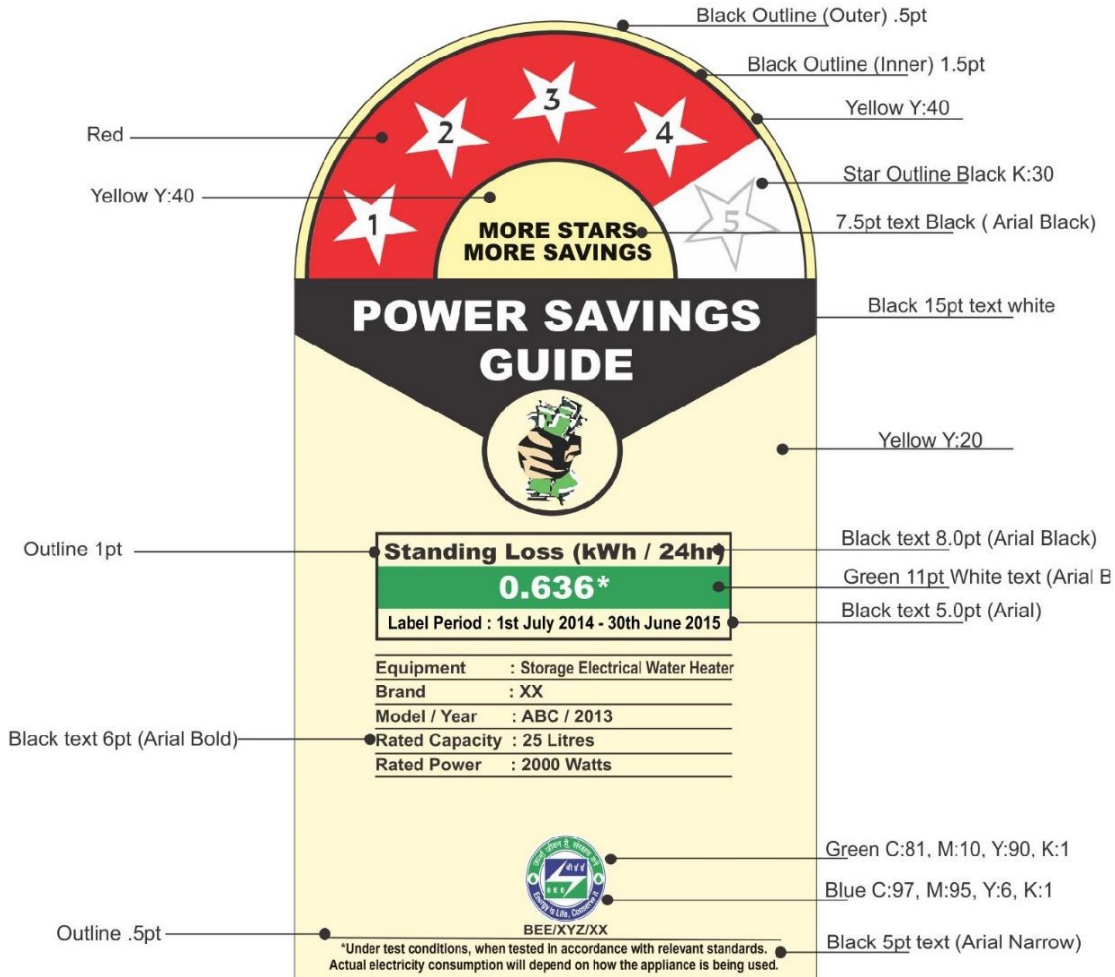 Black Outline (Outer) .5pt
Black Outline (Inner) 1.5pt
Yellow Y:40
Red
Star Outline Black K:30
Yellow Y:40
7.5pt text Black ( Arial Black)
1
2
3
4
5
MORE STARS
MORE SAVINGS
Black 15pt text white
POWER SAVINGS
GUIDE
Yellow Y:20
Outline 1pt
Standing Loss (kWh / 24hr)
Black text 8.0pt (Arial Black)
0.636*
Green 11pt White text (Arial B
Label Period : 1st July 2014 - 30th June 2015
Black text 5.0pt (Arial)
Equipment : Storage Electrical Water Heater
Brand : XX
Model / Year : ABC / 2013
Black text 6pt (Arial Bold)
Rated Capacity : 25 Litres
Rated Power : 2000 Watts
Green C:81, M:10, Y:90, K:1
Blue C:97, M:95, Y:6, K:1
बी ई ई
BEE
Energy is Life, Conserve it
BEE/XYZ/XX
Outline .5pt
*Under test conditions, when tested in accordance with relevant standards.
Actual electricity consumption will depend on how the appliance is being used.
Black 5pt text (Arial Narrow)